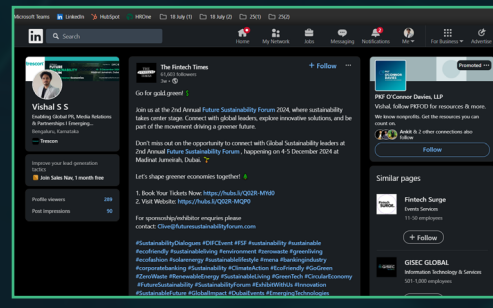 Microsoft Teams
LinkedIn
HubSpot
HROne
18 July (1)
18 July (2)
25(1)
25(2)
in
Search
Home
My Network
Jobs
Messaging
Notifications
Me
For Business
Advertise
Vishal S S
Enabling Global PR, Media Relations
& Partnerships I Emerging...
Bengaluru, Karnataka
Trescon
Improve your lead generation
tactics
Join Sales Nav, 1 month free
Profile viewers 289
Post impressions 90
The Fintech Times
61,683 followers
3w •
+ Follow
Go for gold.green!
Join us at the 2nd Annual Future Sustainability Forum 2024, where sustainability
takes center stage. Connect with global leaders, explore innovative solutions, and be
part of the movement driving a greener future.
Don't miss out on the opportunity to connect with Global Sustainability leaders at
2nd Annual Future Sustainability Forum , happening on 4-5 December 2024 at
Madinat Jumeirah, Dubai.
Let's shape greener economies together!
1. Book Your Tickets Now: https://hubs.li/Q02R-MYd0
2. Visit Website: https://hubs.li/Q02R-MQP0
For sponsorship/exhibitor enquries please
contact: Clive@futuresustainabilityforum.com
#SustainabilityDialogues #DIFCEvent #FSF #sustainability #sustainable
#ecofriendly #sustainableliving #environment #zerowaste #greenliving
#ecofashion #solarenergy #sustainablelifestyle #mena #bankingindustry
#corporatebanking #Sustainability #ClimateAction #EcoFriendly #GoGreen
#ZeroWaste #RenewableEnergy #SustainableLiving #GreenTech #CircularEconomy
#FutureSustainability #SustainabilityForum #ExhibitWithUs #Innovation
#SustainableFuture #GlobalImpact #DubaiEvents #EmergingTechnologies
Promoted
PKF O'Connor Davies, LLP
Vishal, follow PKFOD for resources & more.
We know nonprofits. Get the resources you can
count on.
Ankit & 2 other connections also
follow
Follow
Similar pages
Fintech Surge
Events Services
11-50 employees
+ Follow
GISEC GLOBAL
Information Technology & Services
501-1,000 employees